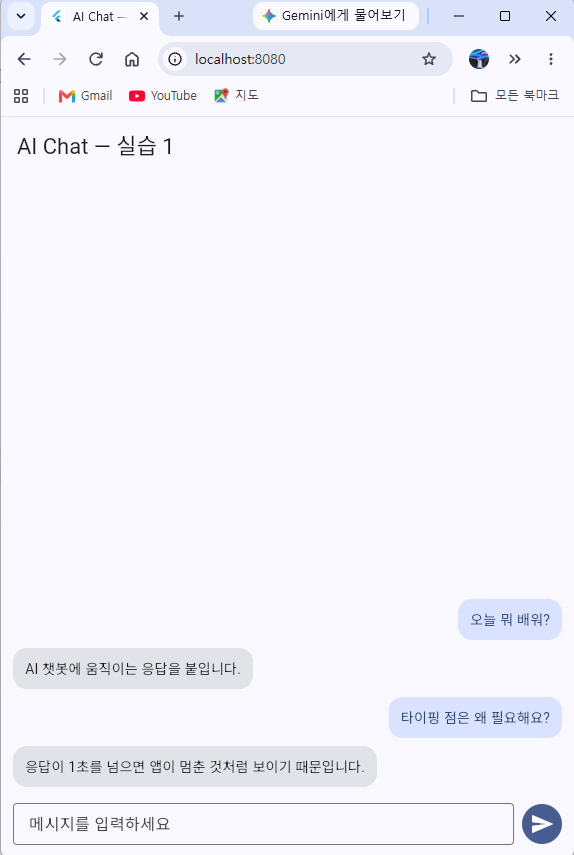 AI Chat —
Gemini에게 물어보기
localhost:8080
Gmail
YouTube
지도
모든 북마크
AI Chat — 실습 1
오늘 뭐 배워?
AI 챗봇에 움직이는 응답을 붙입니다.
타이핑 점은 왜 필요해요?
응답이 1초를 넘으면 앱이 멈춘 것처럼 보이기 때문입니다.
메시지를 입력하세요